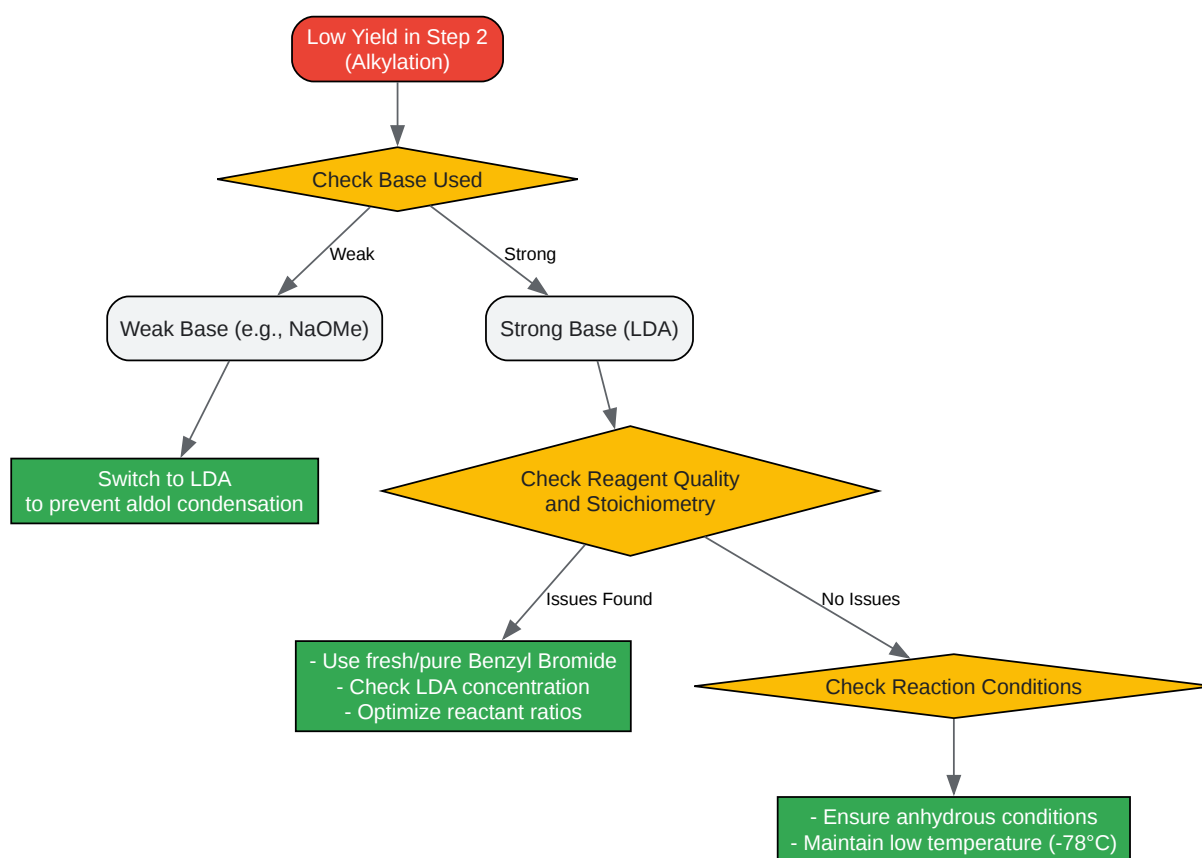 Low Yield in Step 2
(Alkylation)
Check Base Used
Weak
Strong
Weak Base (e.g., NaOMe)
Strong Base (LDA)
Switch to LDA
to prevent aldol condensation
Check Reagent Quality
and Stoichiometry
Issues Found
No Issues
- Use fresh/pure Benzyl Bromide
- Check LDA concentration
- Optimize reactant ratios
Check Reaction Conditions
- Ensure anhydrous conditions
- Maintain low temperature (-78°C)